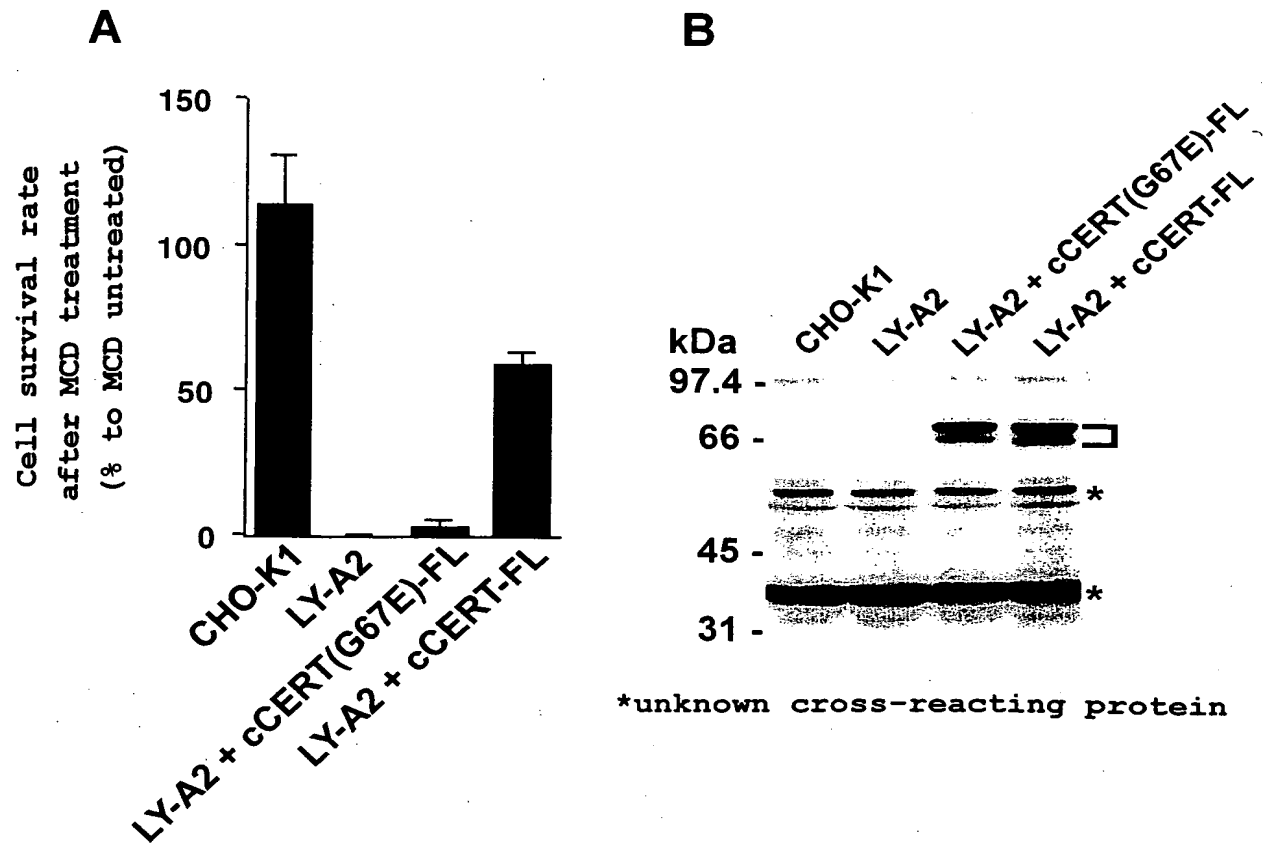 A
Cell survival rate
after MCD treatment
(% to MCD untreated)
150
100
50
0
CHO-K1
LY-A2
LY-A2 + cCERT(G67E)-FL
LY-A2 + cCERT-FL
B
CHO-K1
LY-A2
LY-A2 + cCERT(G67E)-FL
LY-A2 + cCERT-FL
kDa
97.4 -
66 -
*
45 -
*
31 -
*unknown cross-reacting protein